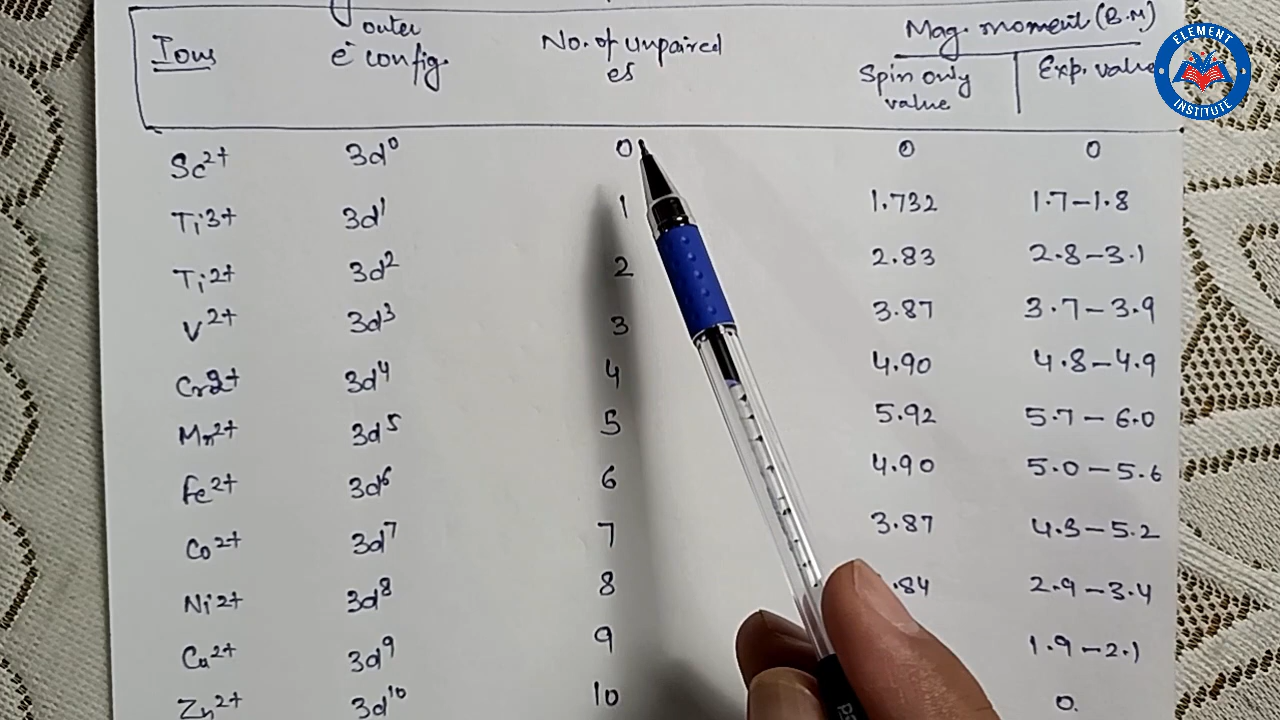 Ions outer e⁻ config. No. of unpaired es Mag. moment (B.M)
Spin only value Exp. value
Sc²⁺ 3d⁰ 0 0 0
Ti³⁺ 3d¹ 1 1.732 1.7–1.8
Ti²⁺ 3d² 2 2.83 2.8–3.1
V²⁺ 3d³ 3 3.87 3.7–3.9
Cr²⁺ 3d⁴ 4 4.90 4.8–4.9
Mn²⁺ 3d⁵ 5 5.92 5.7–6.0
Fe²⁺ 3d⁶ 6 4.90 5.0–5.6
Co²⁺ 3d⁷ 7 3.87 4.3–5.2
Ni²⁺ 3d⁸ 8 .84 2.9–3.4
Cu²⁺ 3d⁹ 9 1.9–2.1
Zn²⁺ 3d¹⁰ 10 0.
ELEMENT
INSTITUTE